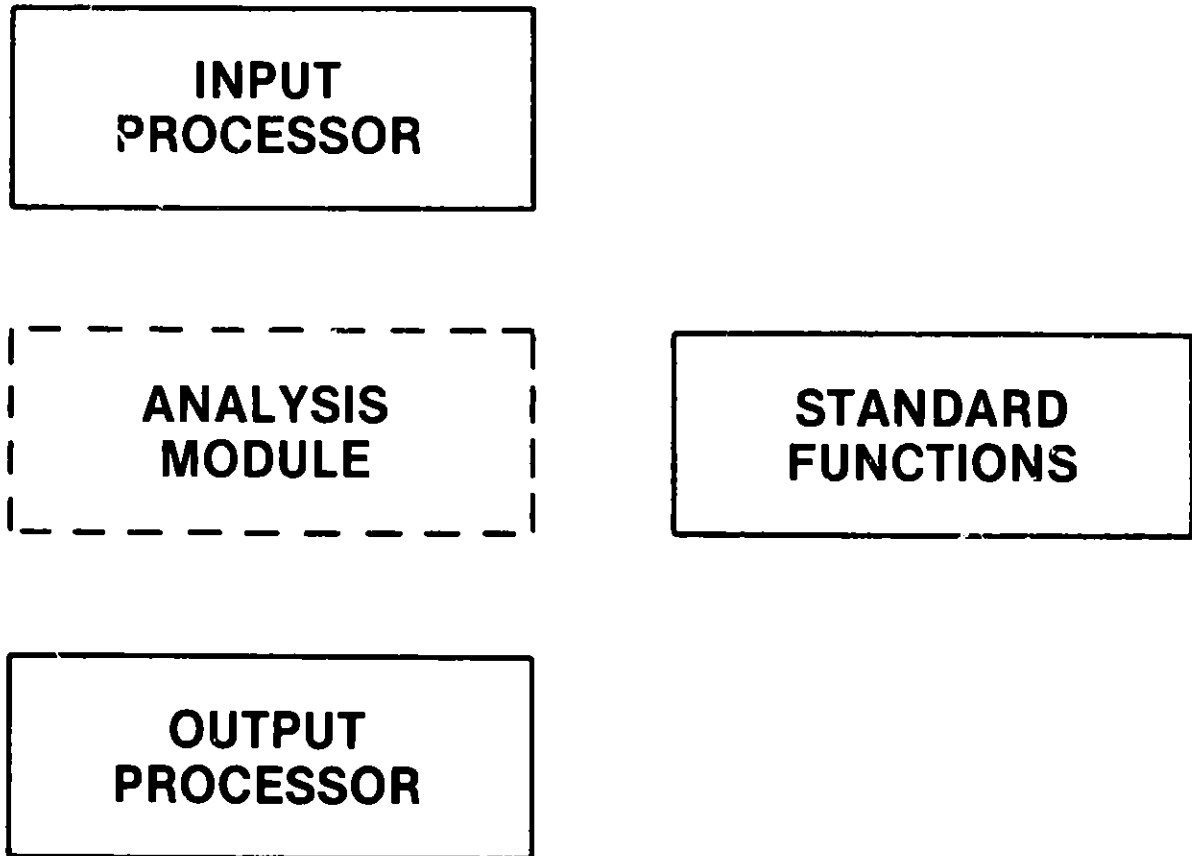 INPUT
PROCESSOR
ANALYSIS
MODULE
STANDARD
FUNCTIONS
OUTPUT
PROCESSOR